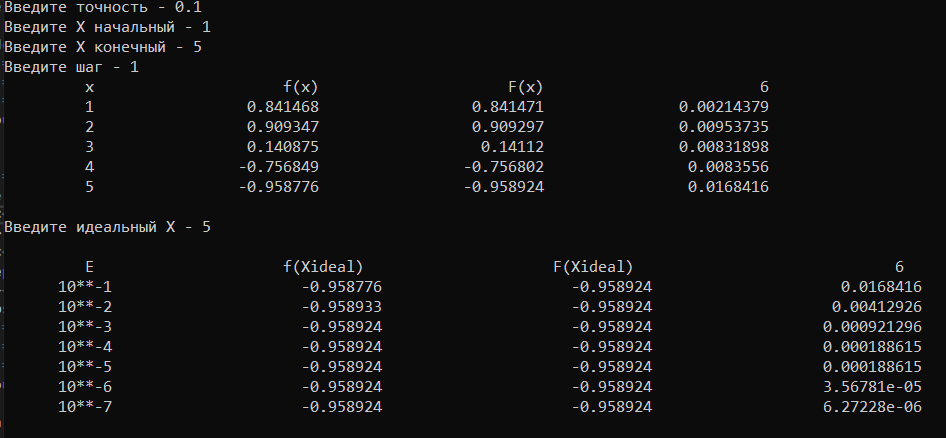 Введите точность - 0.1
Введите X начальный - 1
Введите X конечный - 5
Введите шаг - 1
x f(x) F(x) 6
1 0.841468 0.841471 0.00214379
2 0.909347 0.909297 0.00953735
3 0.140875 0.14112 0.00831898
4 -0.756849 -0.756802 0.0083556
5 -0.958776 -0.958924 0.0168416
Введите идеальный X - 5
E f(Xideal) F(Xideal) 6
10**-1 -0.958776 -0.958924 0.0168416
10**-2 -0.958933 -0.958924 0.00412926
10**-3 -0.958924 -0.958924 0.000921296
10**-4 -0.958924 -0.958924 0.000188615
10**-5 -0.958924 -0.958924 0.000188615
10**-6 -0.958924 -0.958924 3.56781e-05
10**-7 -0.958924 -0.958924 6.27228e-06